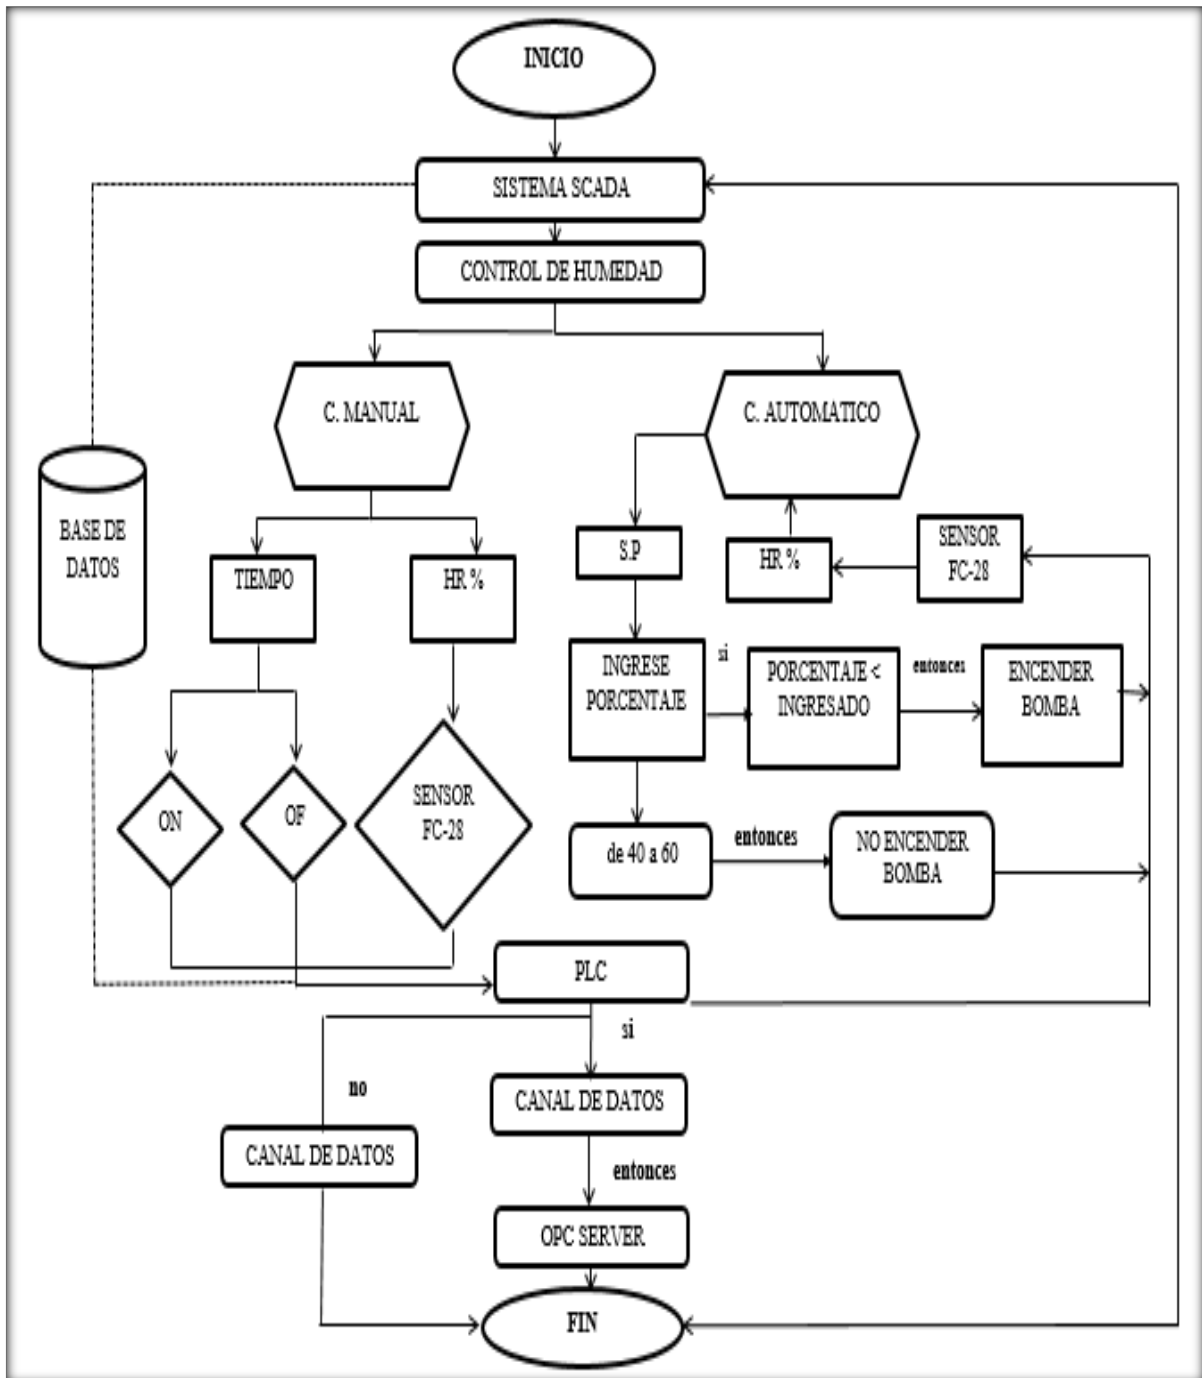 INICIO
SISTEMA SCADA
CONTROL DE HUMEDAD
C. MANUAL
C. AUTOMATICO
BASE DE
DATOS
TIEMPO
HR %
S.P
HR %
SENSOR
FC-28
INGRESE
PORCENTAJE
si
PORCENTAJE <
INGRESADO
entonces
ENCENDER
BOMBA
ON
OF
SENSOR
FC-28
de 40 a 60
entonces
NO ENCENDER
BOMBA
PLC
si
no
CANAL DE DATOS
CANAL DE DATOS
entonces
OPC SERVER
FIN